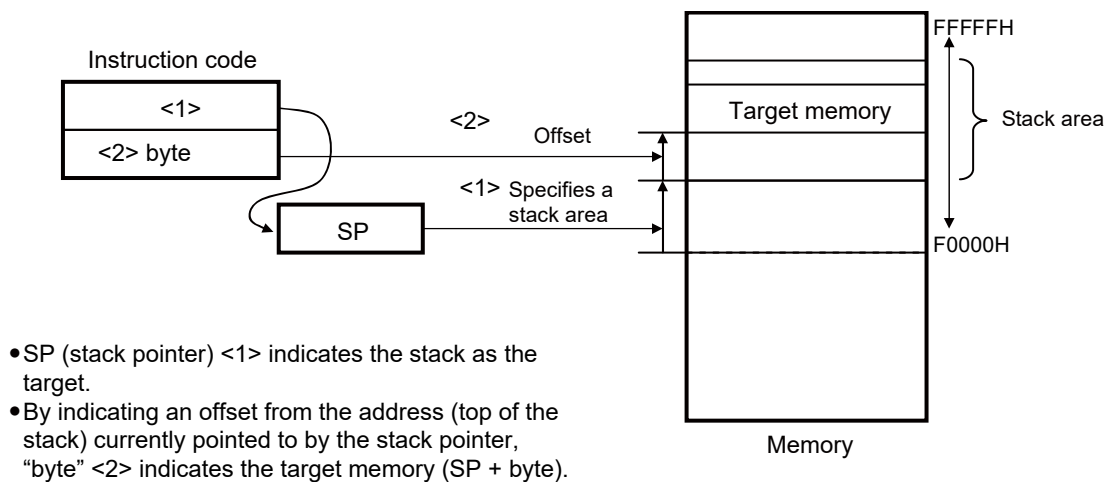 FFFFFH
Instruction code
<1>
Target memory
Stack area
<2>
Offset
<2> byte
<1> Specifies a
stack area
SP
F0000H
•SP (stack pointer) <1> indicates the stack as the
target.
•By indicating an offset from the address (top of the
stack) currently pointed to by the stack pointer,
“byte” <2> indicates the target memory (SP + byte).
Memory